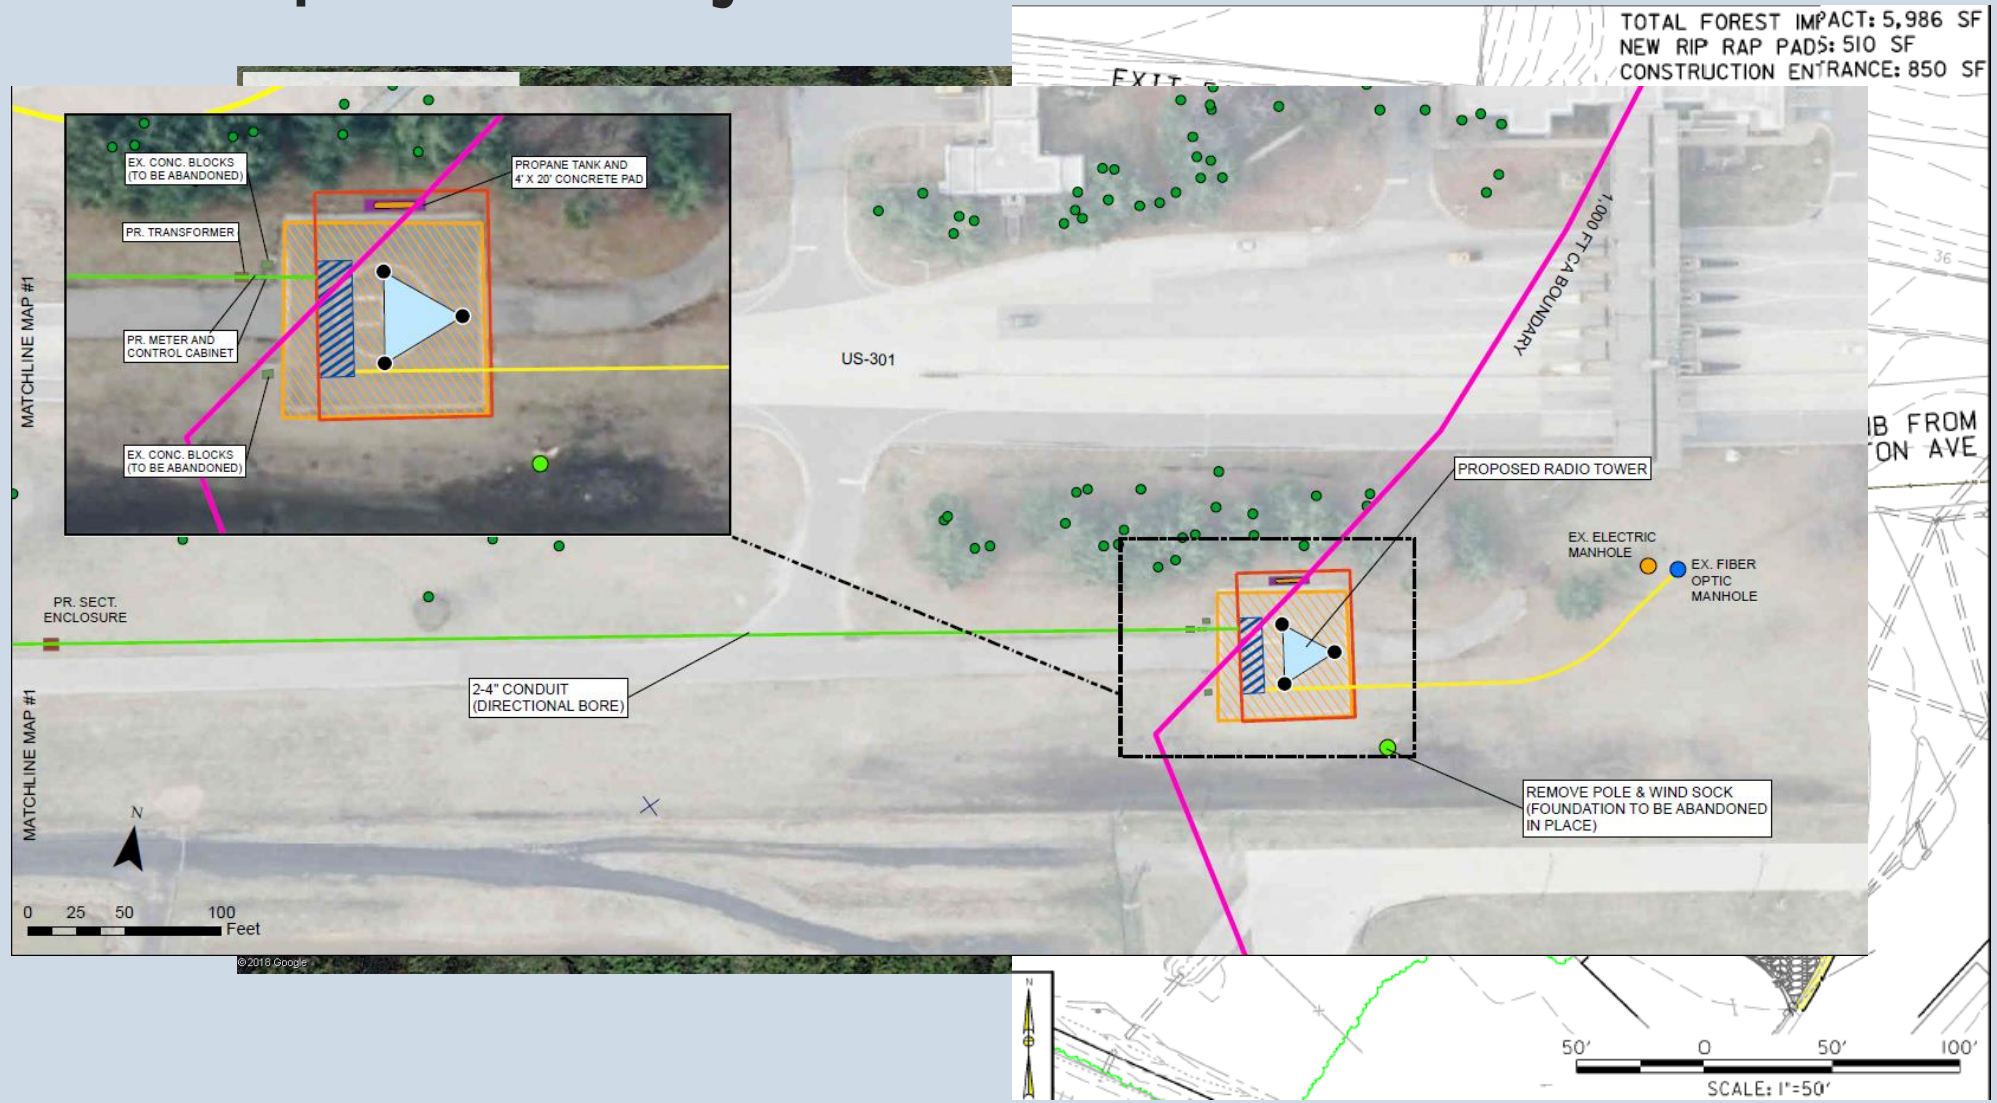 TOTAL FOREST IMPACT: 5,986 SF
NEW RIP RAP PADS: 510 SF
CONSTRUCTION ENTRANCE: 850 SF
EXIT
EX. CONC. BLOCKS
(TO BE ABANDONED)
PROPANE TANK AND
4' X 20' CONCRETE PAD
PR. TRANSFORMER
PR. METER AND
CONTROL CABINET
EX. CONC. BLOCKS
(TO BE ABANDONED)
MATCHLINE MAP #1
US-301
1,000 FT CA BOUNDARY
36
B FROM
ON AVE
PROPOSED RADIO TOWER
EX. ELECTRIC
MANHOLE
EX. FIBER
OPTIC
MANHOLE
PR. SECT.
ENCLOSURE
2-4" CONDUIT
(DIRECTIONAL BORE)
MATCHLINE MAP #1
REMOVE POLE & WIND SOCK
(FOUNDATION TO BE ABANDONED
IN PLACE)
N
0 25 50 100
Feet
©2018 Google
N
50' 0 50' 100'
SCALE: 1"=50'